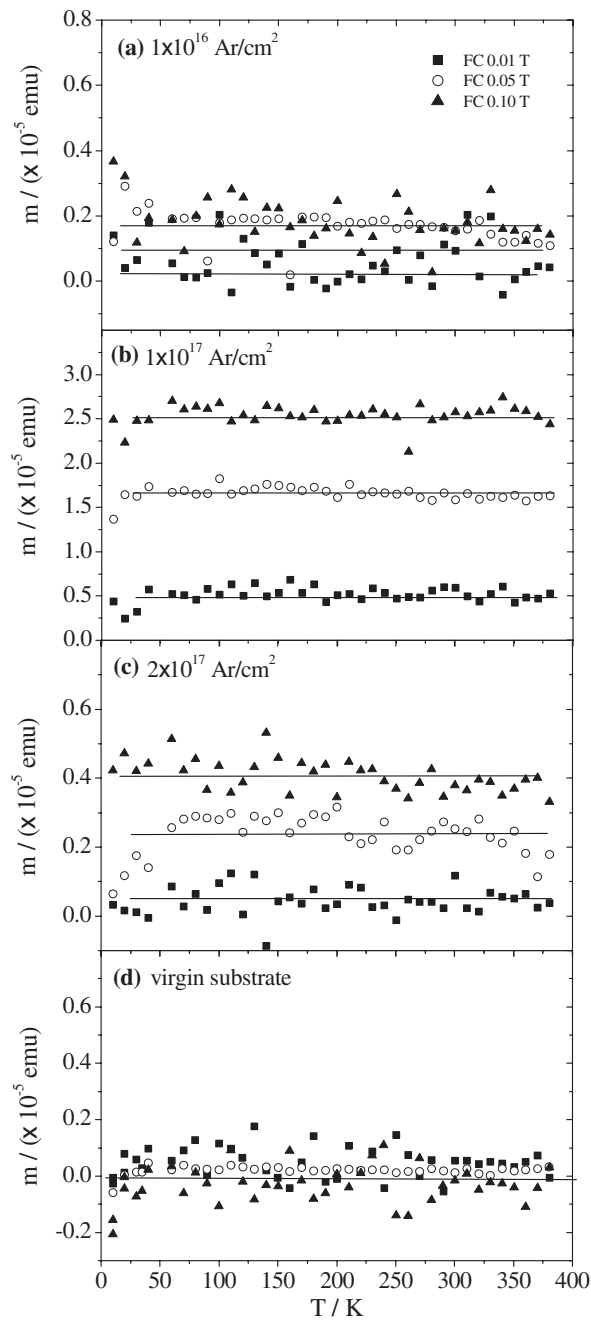 (a) 1x10^16 Ar/cm^2
FC 0.01 T
FC 0.05 T
FC 0.10 T
0.8
0.6
0.4
0.2
0.0
m / (x 10^-5 emu)
(b) 1x10^17 Ar/cm^2
3.0
2.5
2.0
1.5
1.0
0.5
0.0
m / (x 10^-5 emu)
(c) 2x10^17 Ar/cm^2
0.6
0.4
0.2
0.0
m / (x 10^-5 emu)
(d) virgin substrate
0.6
0.4
0.2
0.0
-0.2
m / (x 10^-5 emu)
0 50 100 150 200 250 300 350 400
T / K